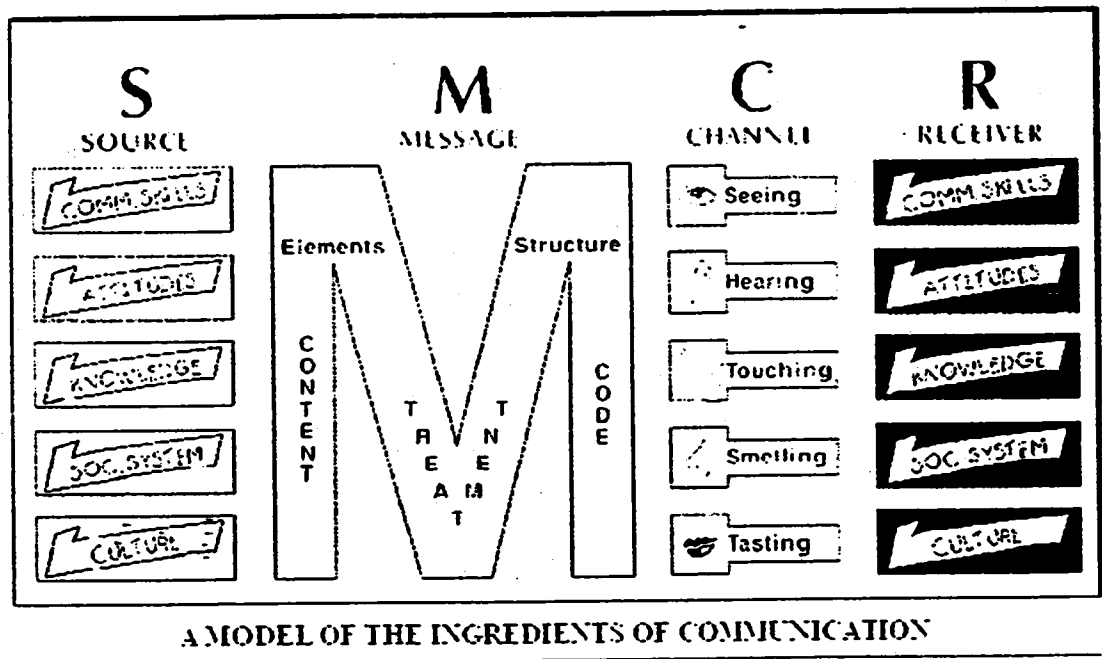 S M C R
SOURCE MESSAGE CHANNEL RECEIVER
COMM. SKILLS
ATTITUDES
KNOWLEDGE
SOC. SYSTEM
CULTURE
Elements
Structure
CONTENT
TREATMENT
CODE
Seeing
Hearing
Touching
Smelling
Tasting
COMM. SKILLS
ATTITUDES
KNOWLEDGE
SOC. SYSTEM
CULTURE
A MODEL OF THE INGREDIENTS OF COMMUNICATION